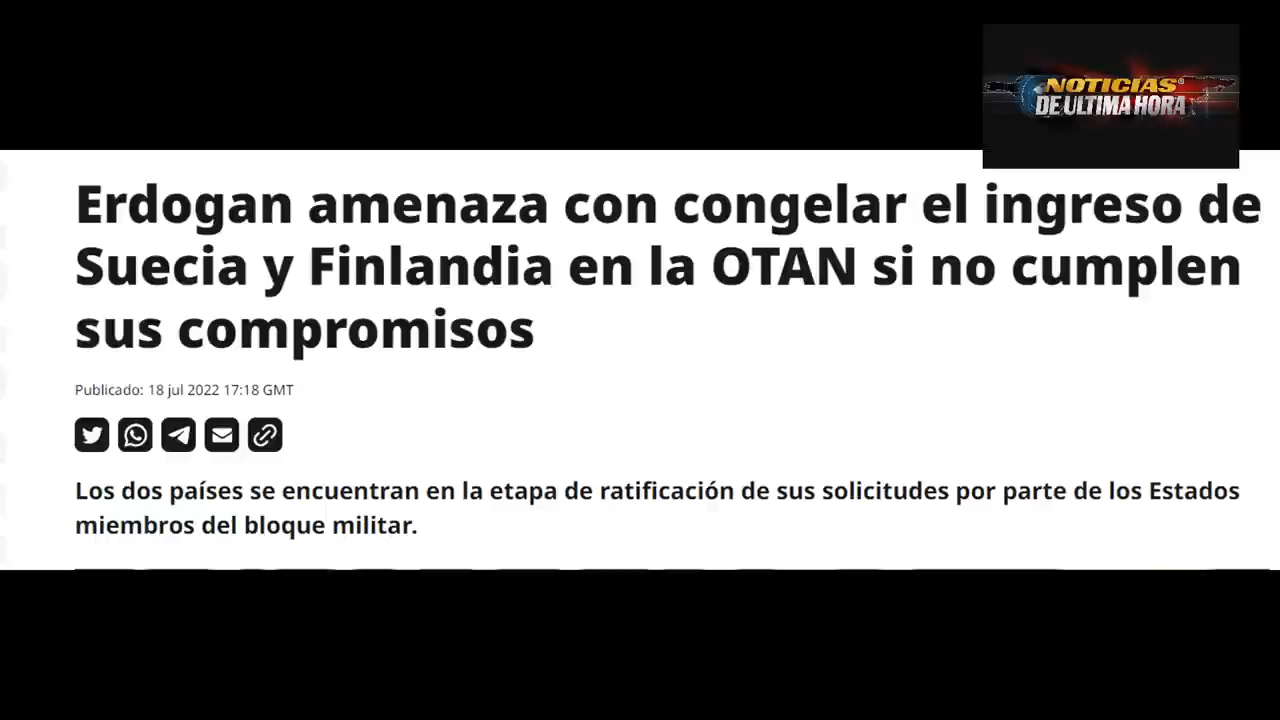 NOTICIAS
DE ULTIMA HORA
Erdogan amenaza con congelar el ingreso de
Suecia y Finlandia en la OTAN si no cumplen
sus compromisos
Publicado: 18 jul 2022 17:18 GMT
Los dos países se encuentran en la etapa de ratificación de sus solicitudes por parte de los Estados
miembros del bloque militar.